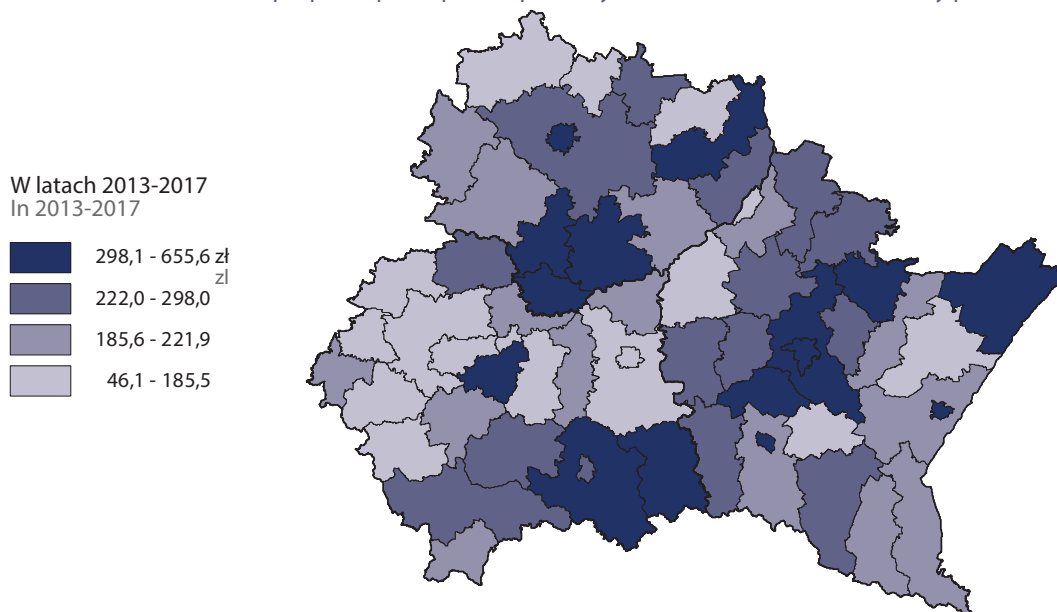 W latach 2013-2017
In 2013-2017
298,1 - 655,6 zł
zl
222,0 - 298,0
185,6 - 221,9
46,1 - 185,5